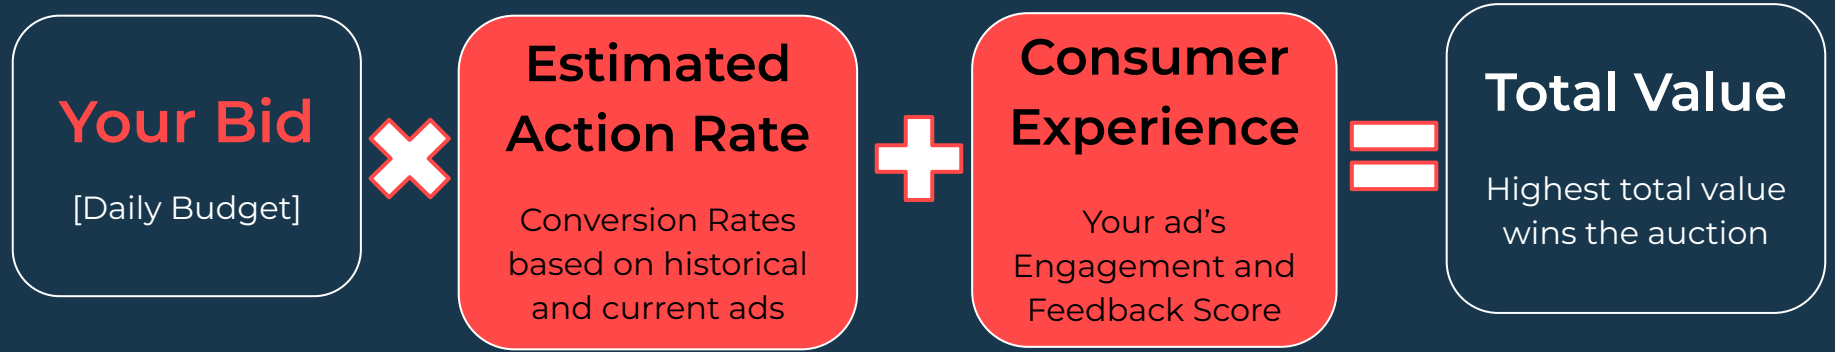 Your Bid
[Daily Budget]
Estimated
Action Rate
Conversion Rates
based on historical
and current ads
Consumer
Experience
Your ad’s
Engagement and
Feedback Score
Total Value
Highest total value
wins the auction